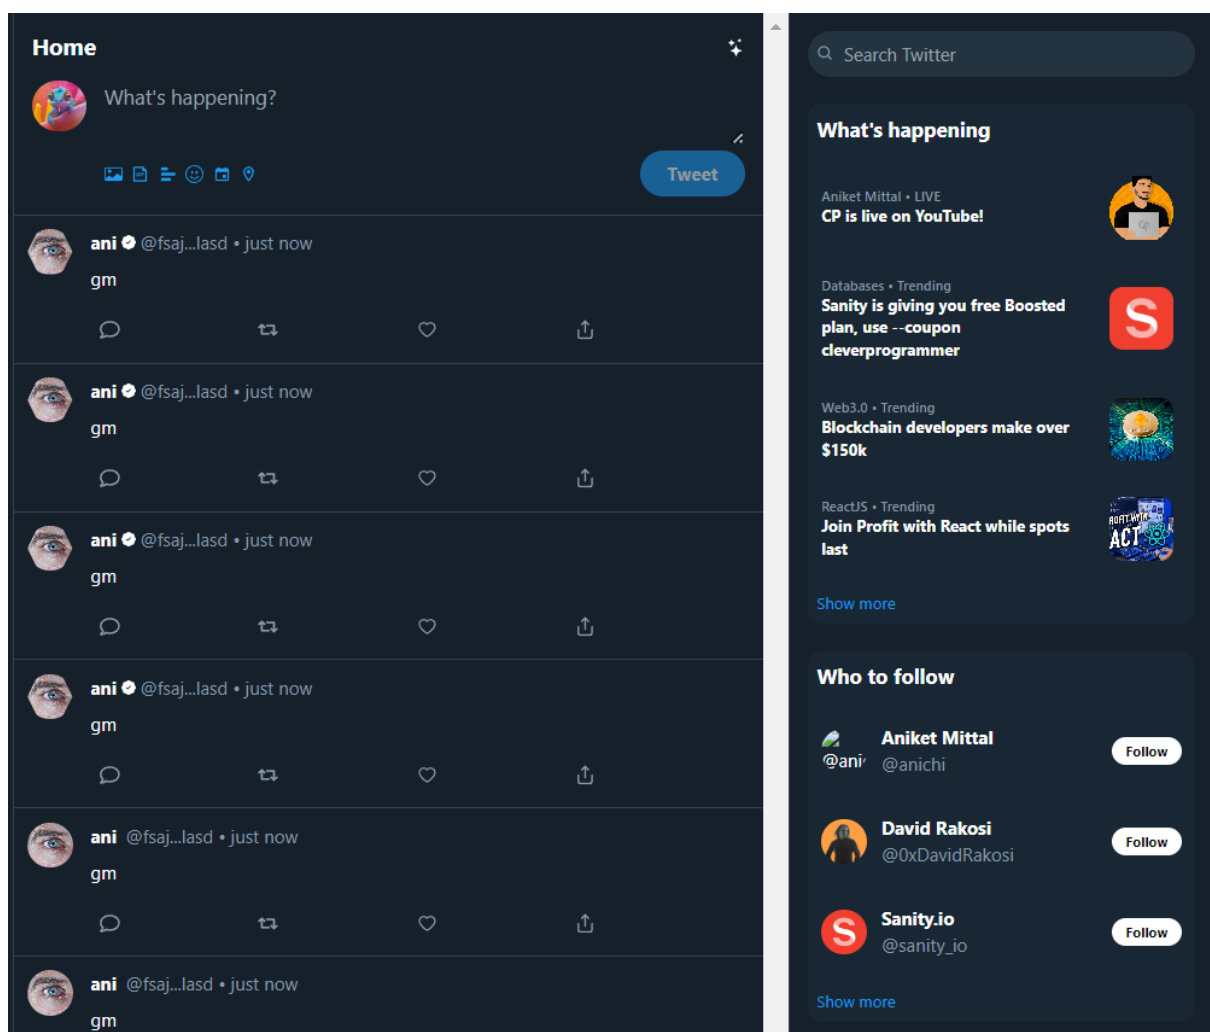 Home
What's happening?
Tweet
ani @fsaj...lasd • just now
gm
ani @fsaj...lasd • just now
gm
ani @fsaj...lasd • just now
gm
ani @fsaj...lasd • just now
gm
ani @fsaj...lasd • just now
gm
ani @fsaj...lasd • just now
gm
Search Twitter
What's happening
Aniket Mittal • LIVE
CP is live on YouTube!
CP
Databases • Trending
Sanity is giving you free Boosted
plan, use --coupon
cleverprogrammer
S
Web3.0 • Trending
Blockchain developers make over
$150k
ReactJS • Trending
Join Profit with React while spots
last
ACT
Show more
Who to follow
@ani
Aniket Mittal
@anichi
Follow
David Rakosi
@0xDavidRakosi
Follow
S
Sanity.io
@sanity_io
Follow
Show more